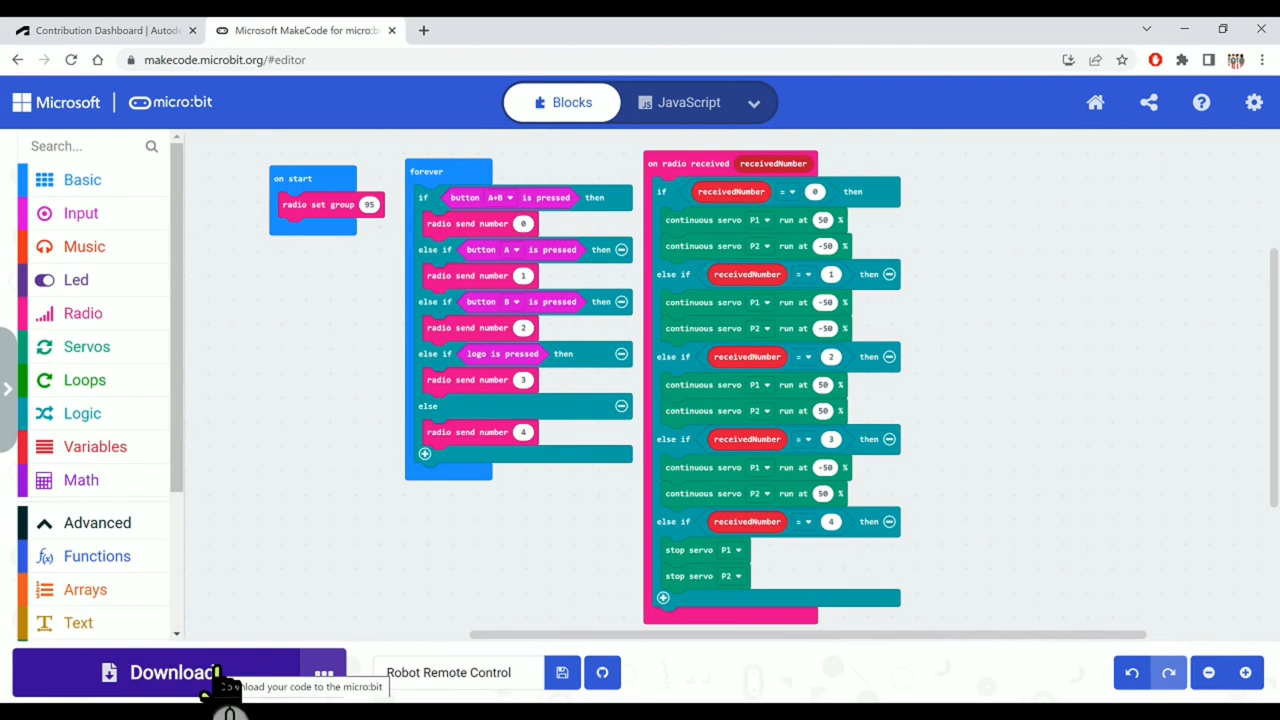 Contribution Dashboard | Autod
Microsoft MakeCode for micro:b
makecode.microbit.org/#editor
Microsoft
micro:bit
Blocks
JS JavaScript
Search...
Basic
Input
Music
Led
Radio
Servos
Loops
Logic
Variables
Math
Advanced
Functions
Arrays
Text
on start
radio set group 95
forever
if button A+B is pressed then
radio send number 0
else if button A is pressed then
radio send number 1
else if button B is pressed then
radio send number 2
else if logo is pressed then
radio send number 3
else
radio send number 4
on radio received receivedNumber
if receivedNumber = 0 then
continuous servo P1 run at 50 %
continuous servo P2 run at -50 %
else if receivedNumber = 1 then
continuous servo P1 run at -50 %
continuous servo P2 run at -50 %
else if receivedNumber = 2 then
continuous servo P1 run at 50 %
continuous servo P2 run at 50 %
else if receivedNumber = 3 then
continuous servo P1 run at -50 %
continuous servo P2 run at 50 %
else if receivedNumber = 4 then
stop servo P1
stop servo P2
Download
Robot Remote Control
wnload your code to the micro:bit